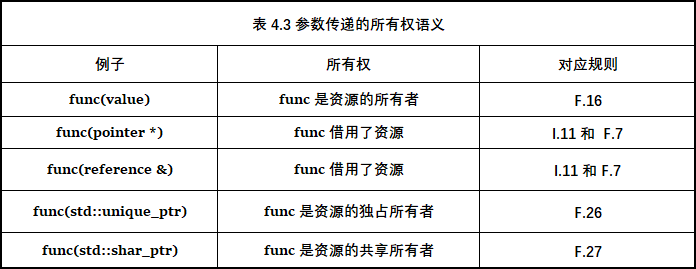 表 4.3 参数传递的所有权语义
例子 所有权 对应规则
func(value) func 是资源的所有者 F.16
func(pointer *) func 借用了资源 I.11 和 F.7
func(reference &) func 借用了资源 I.11 和 F.7
func(std::unique_ptr) func 是资源的独占所有者 F.26
func(std::shar_ptr) func 是资源的共享所有者 F.27